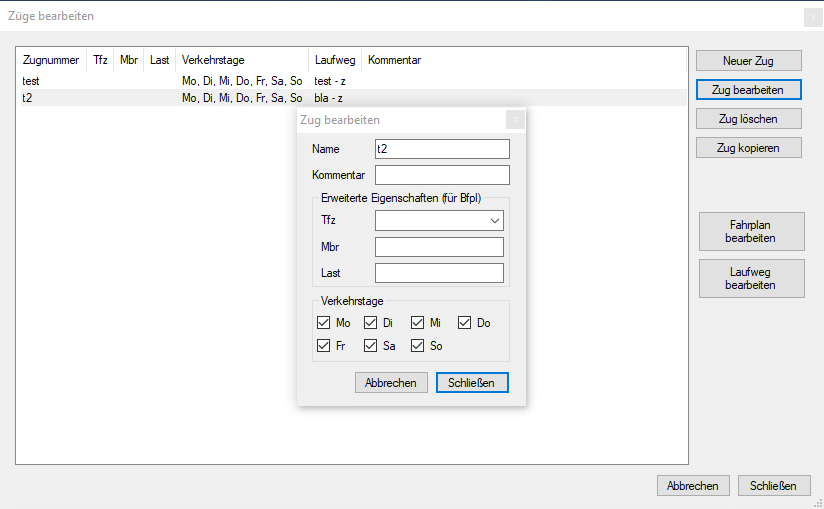 Züge bearbeiten
Zugnummer Tfz Mbr Last Verkehrstage Laufweg Kommentar
test Mo, Di, Mi, Do, Fr, Sa, So test - z
t2 Mo, Di, Mi, Do, Fr, Sa, So bla - z
Neuer Zug
Zug bearbeiten
Zug löschen
Zug kopieren
Fahrplan
bearbeiten
Laufweg
bearbeiten
Zug bearbeiten
Name t2
Kommentar
Erweiterte Eigenschaften (für Bfpl)
Tfz
Mbr
Last
Verkehrstage
Mo Di Mi Do
Fr Sa So
Abbrechen Schließen
Abbrechen Schließen